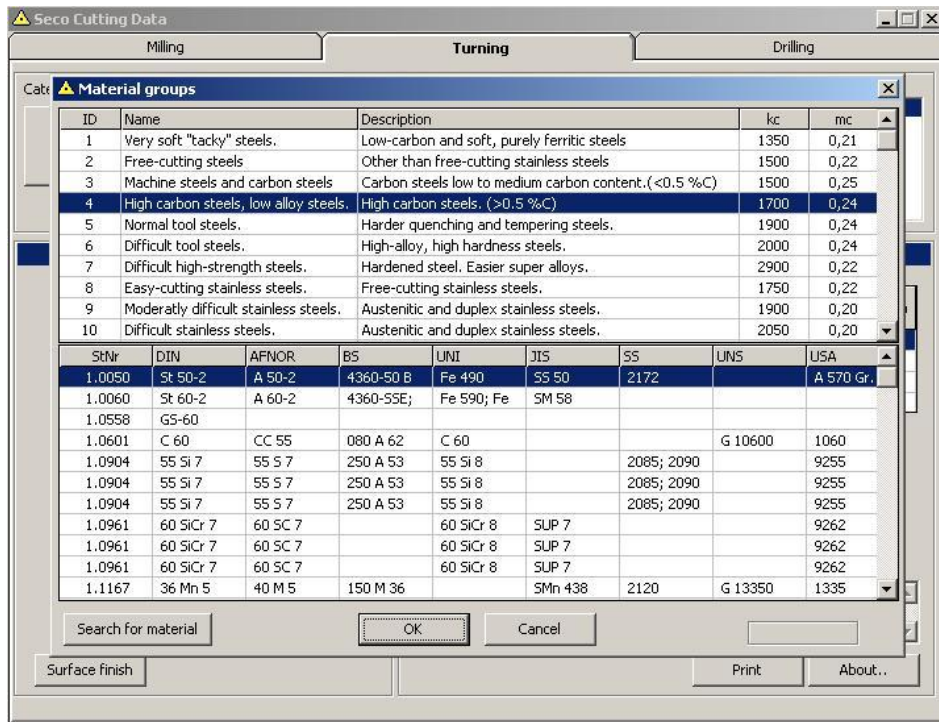 Seco Cutting Data
Milling Turning Drilling
Cate
Material groups
ID Name Description kc mc
1 Very soft "tacky" steels. Low-carbon and soft, purely ferritic steels 1350 0,21
2 Free-cutting steels Other than free-cutting stainless steels 1500 0,22
3 Machine steels and carbon steels Carbon steels low to medium carbon content.(<0.5 %C) 1500 0,25
4 High carbon steels, low alloy steels. High carbon steels. (>0.5 %C) 1700 0,24
5 Normal tool steels. Harder quenching and tempering steels. 1900 0,24
6 Difficult tool steels. High-alloy, high hardness steels. 2000 0,24
7 Difficult high-strength steels. Hardened steel. Easier super alloys. 2900 0,22
8 Easy-cutting stainless steels. Free-cutting stainless steels. 1750 0,22
9 Moderatly difficult stainless steels. Austenitic and duplex stainless steels. 1900 0,20
10 Difficult stainless steels. Austenitic and duplex stainless steels. 2050 0,20
StNr DIN AFNOR BS UNI JIS SS UNS USA
1.0050 St 50-2 A 50-2 4360-50 B Fe 490 SS 50 2172 A 570 Gr.
1.0060 St 60-2 A 60-2 4360-SSE; Fe 590; Fe SM 58
1.0558 GS-60
1.0601 C 60 CC 55 080 A 62 C 60 G 10600 1060
1.0904 55 Si 7 55 S 7 250 A 53 55 Si 8 2085; 2090 9255
1.0904 55 Si 7 55 S 7 250 A 53 55 Si 8 2085; 2090 9255
1.0904 55 Si 7 55 S 7 250 A 53 55 Si 8 2085; 2090 9255
1.0961 60 SiCr 7 60 SC 7 60 SiCr 8 SUP 7 9262
1.0961 60 SiCr 7 60 SC 7 60 SiCr 8 SUP 7 9262
1.0961 60 SiCr 7 60 SC 7 60 SiCr 8 SUP 7 9262
1.1167 36 Mn 5 40 M 5 150 M 36 SMn 438 2120 G 13350 1335
Search for material OK Cancel
Surface finish Print About..